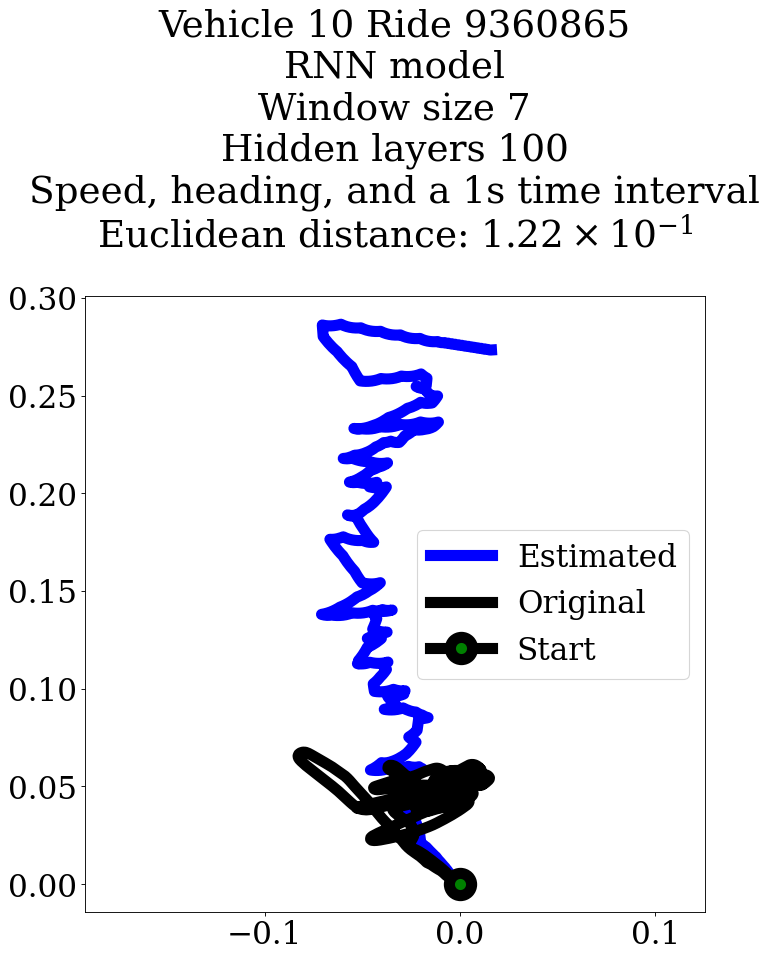 Vehicle 10 Ride 9360865
RNN model
Window size 7
Hidden layers 100
Speed, heading, and a 1s time interval
Euclidean distance: 1.22 × 10⁻¹
0.30
0.25
0.20
0.15
0.10
0.05
0.00
Estimated
Original
Start
−0.1
0.0
0.1